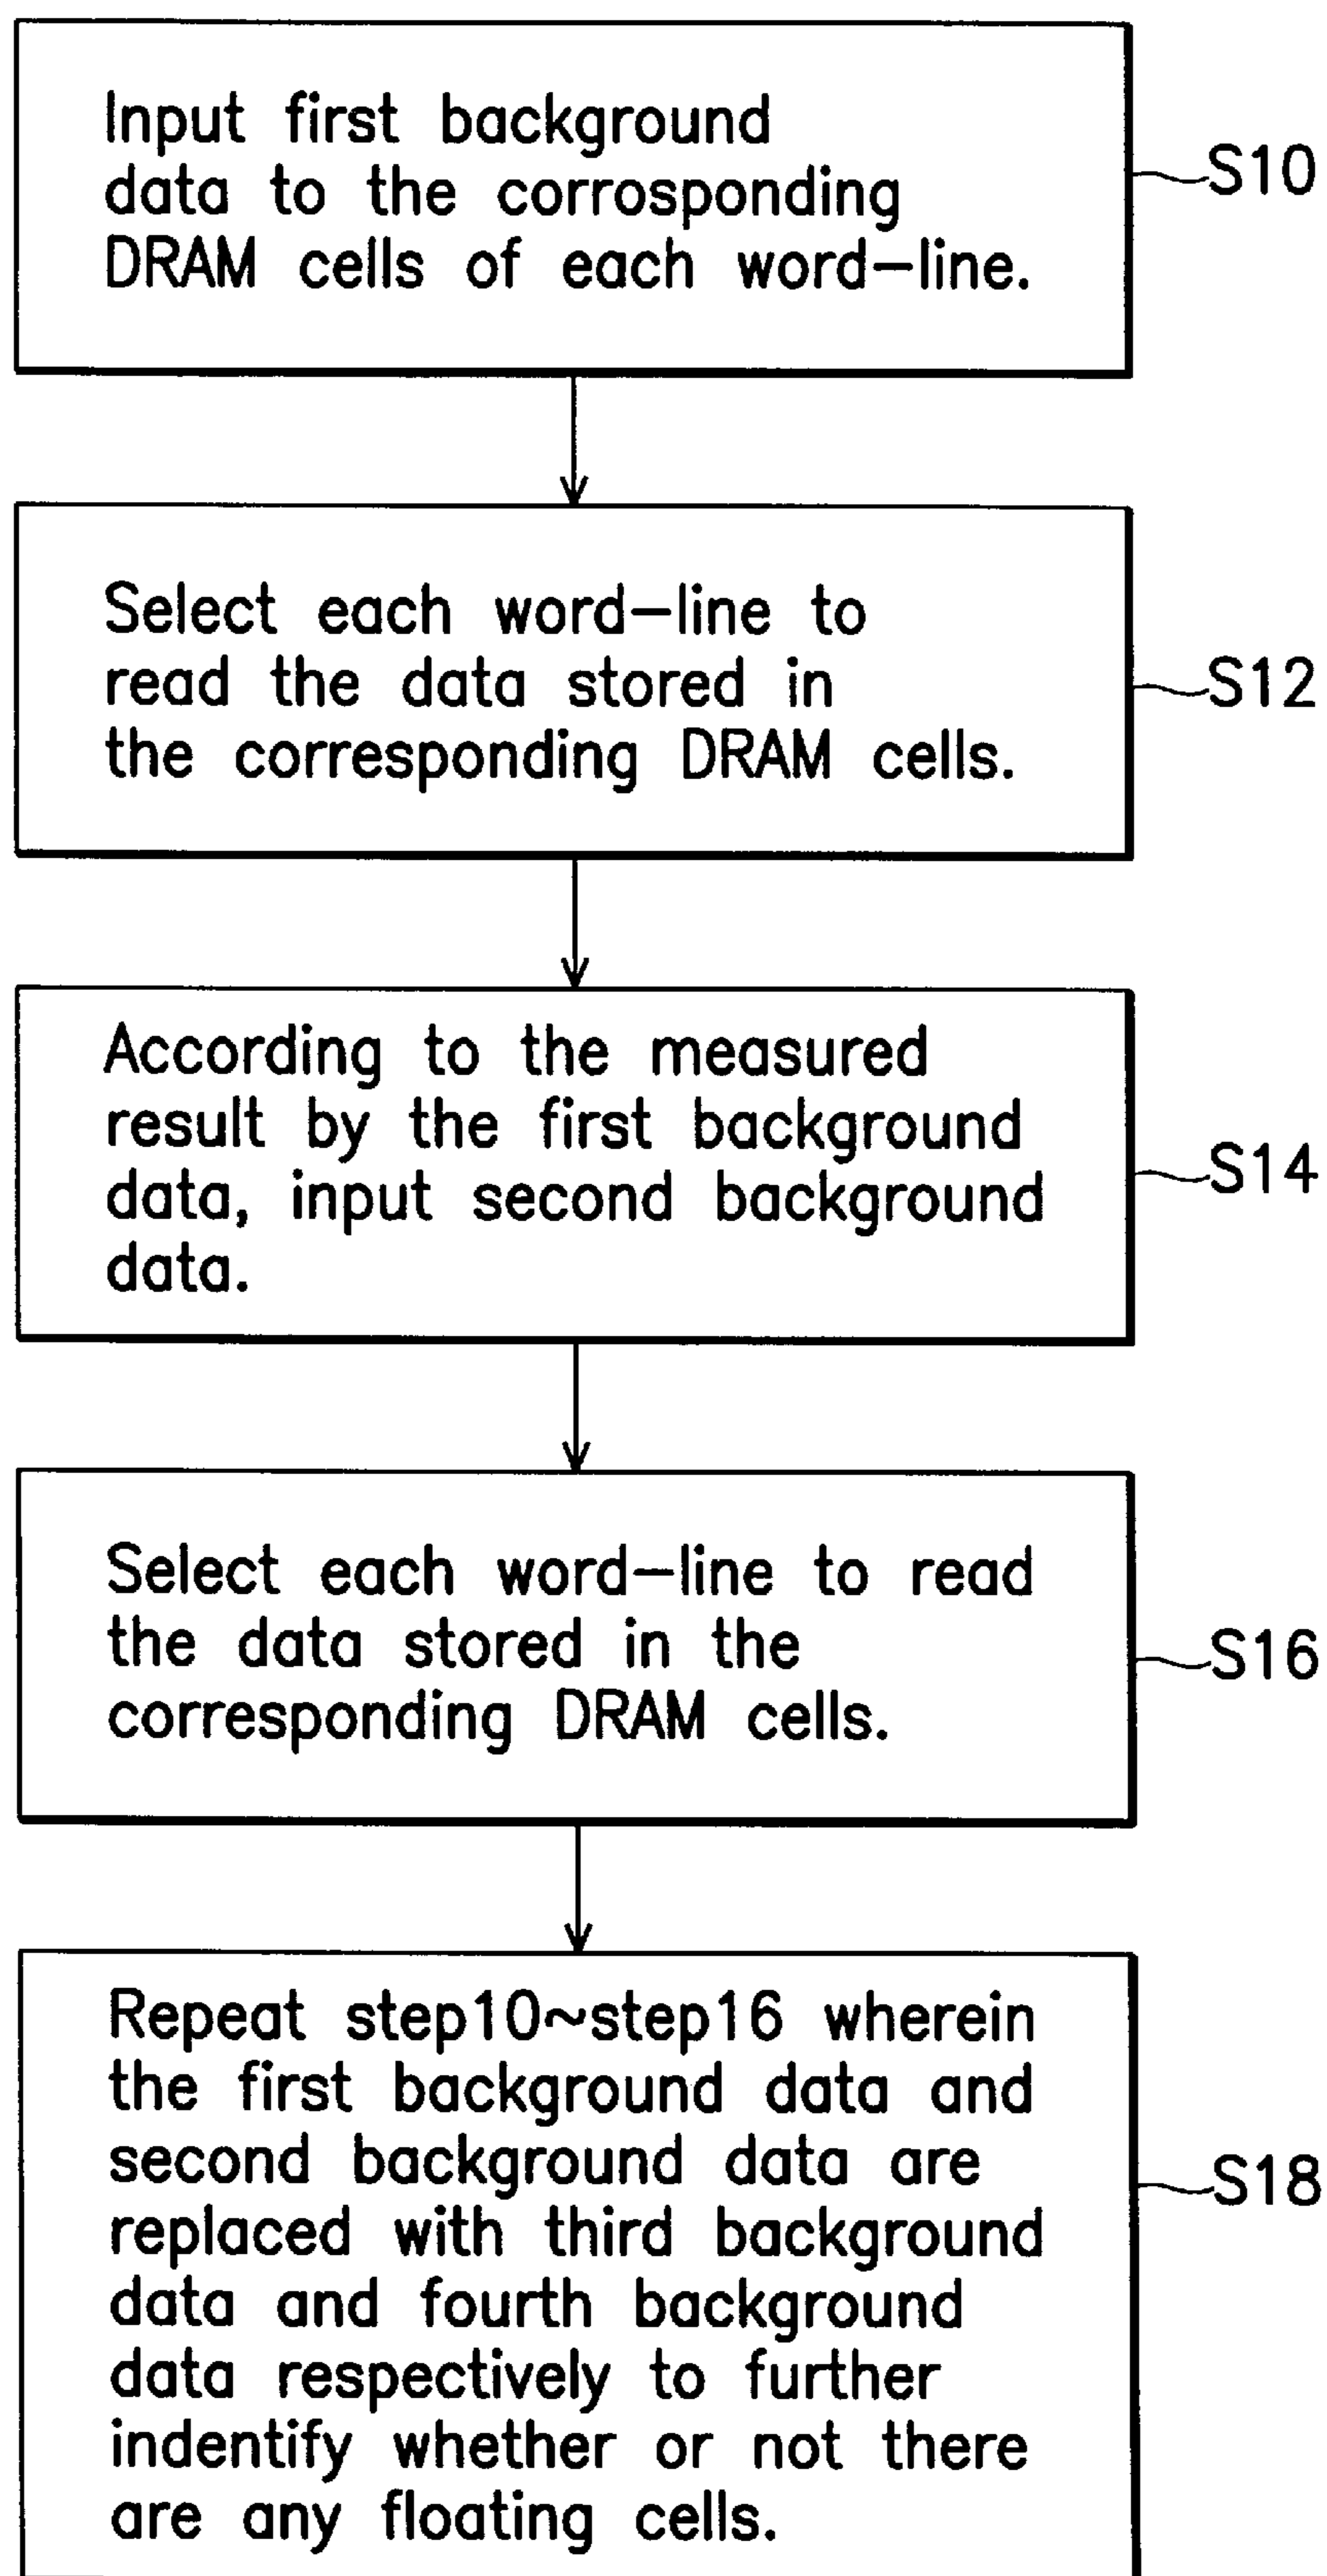 Input first background
data to the corrosponding
DRAM cells of each word-line.
S10
Select each word-line to
read the data stored in
the corresponding DRAM cells.
S12
According to the measured
result by the first background
data, input second background
data.
S14
Select each word-line to read
the data stored in the
corresponding DRAM cells.
S16
Repeat step10~step16 wherein
the first background data and
second background data are
replaced with third background
data and fourth background
data respectively to further
indentify whether or not there
are any floating cells.
S18